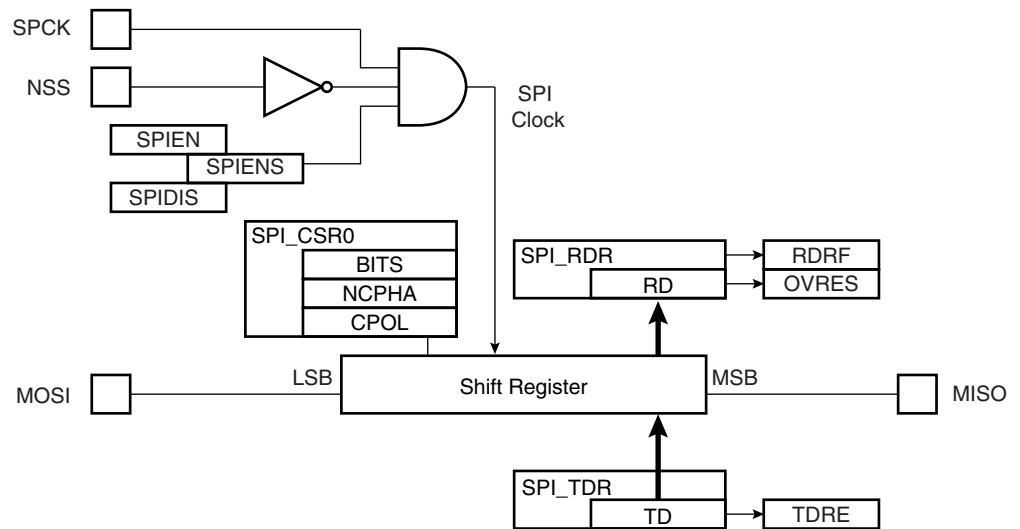 SPCK
NSS
SPI
Clock
SPIEN
SPIENS
SPIDIS
SPI_CSR0
BITS
NCPHA
CPOL
SPI_RDR
RD
RDRF
OVRES
MOSI
LSB
Shift Register
MSB
MISO
SPI_TDR
TD
TDRE